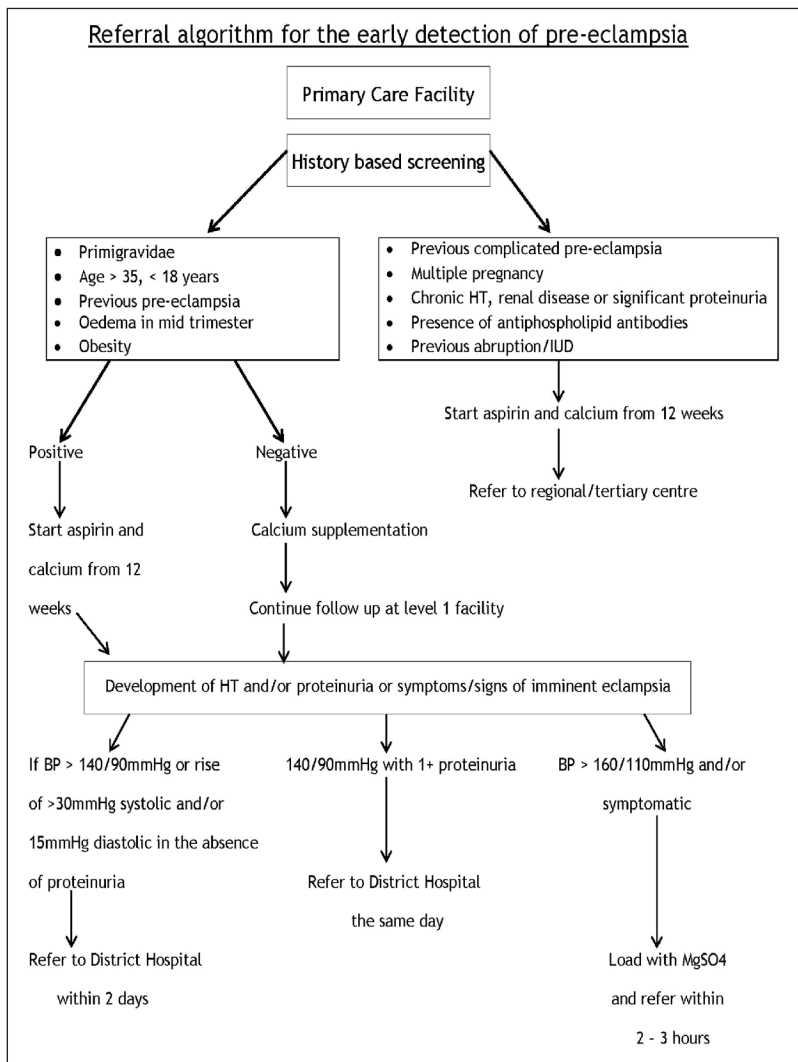 Referral algorithm for the early detection of pre-eclampsia
Primary Care Facility
History based screening
• Primigravidae
• Age > 35, < 18 years
• Previous pre-eclampsia
• Oedema in mid trimester
• Obesity
• Previous complicated pre-eclampsia
• Multiple pregnancy
• Chronic HT, renal disease or significant proteinuria
• Presence of antiphospholipid antibodies
• Previous abruption/IUD
Start aspirin and calcium from 12 weeks
Refer to regional/tertiary centre
Positive
Start aspirin and
calcium from 12
weeks
Negative
Calcium supplementation
Continue follow up at level 1 facility
Development of HT and/or proteinuria or symptoms/signs of imminent eclampsia
If BP > 140/90mmHg or rise
of >30mmHg systolic and/or
15mmHg diastolic in the absence
of proteinuria
Refer to District Hospital
within 2 days
140/90mmHg with 1+ proteinuria
Refer to District Hospital
the same day
BP > 160/110mmHg and/or
symptomatic
Load with MgSO4
and refer within
2 - 3 hours